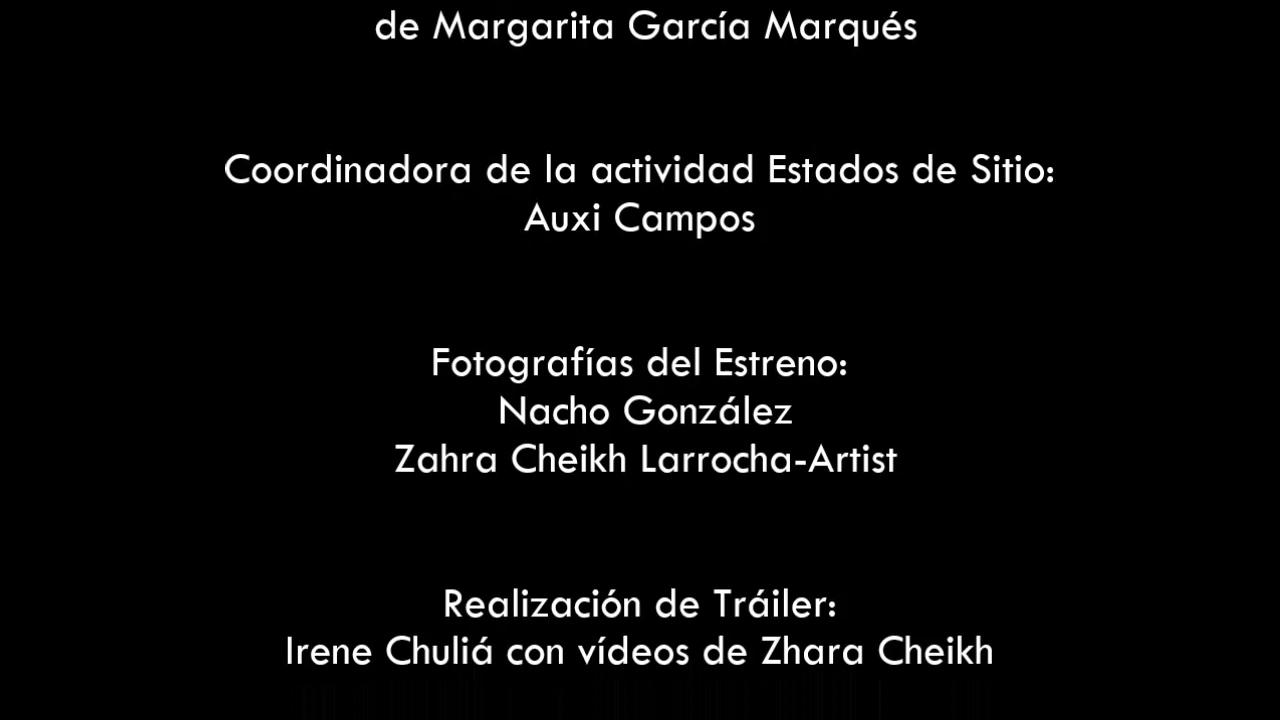 de Margarita García Marqués
Coordinadora de la actividad Estados de Sitio:
Auxi Campos
Fotografías del Estreno:
Nacho González
Zahra Cheikh Larrocha-Artist
Realización de Tráiler:
Irene Chuliá con vídeos de Zhara Cheikh